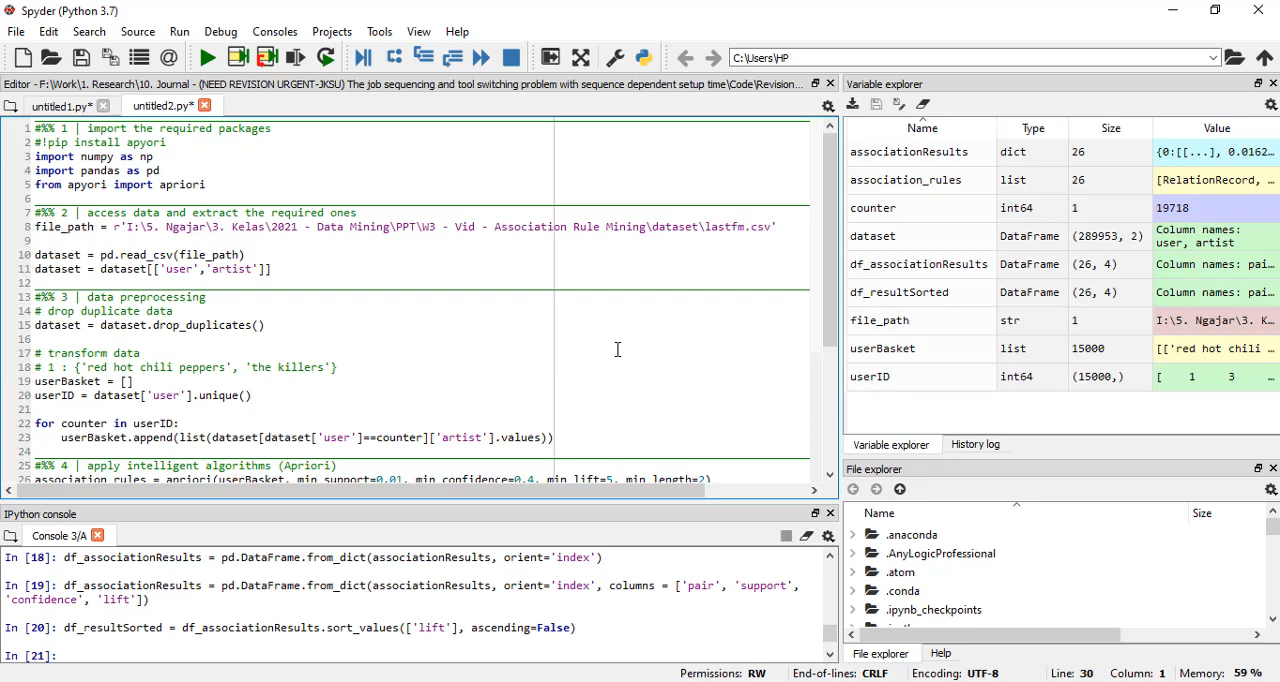 Spyder (Python 3.7)
File Edit Search Source Run Debug Consoles Projects Tools View Help
C:\Users\HP
Editor - F:\Work\1. Research\10. Journal - (NEED REVISION URGENT-JKSU) The job sequencing and tool switching problem with sequence dependent setup time\Code\Revision...
untitled1.py* untitled2.py*
1 #%% 1 | import the required packages
2 #!pip install apyori
3 import numpy as np
4 import pandas as pd
5 from apyori import apriori
6
7 #%% 2 | access data and extract the required ones
8 file_path = r'I:\5. Ngajar\3. Kelas\2021 - Data Mining\PPT\W3 - Vid - Association Rule Mining\dataset\lastfm.csv'
9
10 dataset = pd.read_csv(file_path)
11 dataset = dataset[['user','artist']]
12
13 #%% 3 | data preprocessing
14 # drop duplicate data
15 dataset = dataset.drop_duplicates()
16
17 # transform data
18 # 1 : {'red hot chili peppers', 'the killers'}
19 userBasket = []
20 userID = dataset['user'].unique()
21
22 for counter in userID:
23 userBasket.append(list(dataset[dataset['user']==counter]['artist'].values))
24
25 #%% 4 | apply intelligent algorithms (Apriori)
26 association_rules = apriori(userBasket, min_support=0.01, min_confidence=0.4, min_lift=5, min_length=2)
IPython console
Console 3/A
In [18]: df_associationResults = pd.DataFrame.from_dict(associationResults, orient='index')
In [19]: df_associationResults = pd.DataFrame.from_dict(associationResults, orient='index', columns = ['pair', 'support',
'confidence', 'lift'])
In [20]: df_resultSorted = df_associationResults.sort_values(['lift'], ascending=False)
In [21]:
Variable explorer
Name Type Size Value
associationResults dict 26 {0:[[...], 0.0162...
association_rules list 26 [RelationRecord, ...
counter int64 1 19718
dataset DataFrame (289953, 2) Column names:
user, artist
df_associationResults DataFrame (26, 4) Column names: pai...
df_resultSorted DataFrame (26, 4) Column names: pai...
file_path str 1 I:\5. Ngajar\3. K...
userBasket list 15000 [['red hot chili ...
userID int64 (15000,) [ 1 3 ...
Variable explorer History log
File explorer
Name Size
.anaconda
.AnyLogicProfessional
.atom
.conda
.ipynb_checkpoints
File explorer Help
Permissions: RW End-of-lines: CRLF Encoding: UTF-8 Line: 30 Column: 1 Memory: 59 %